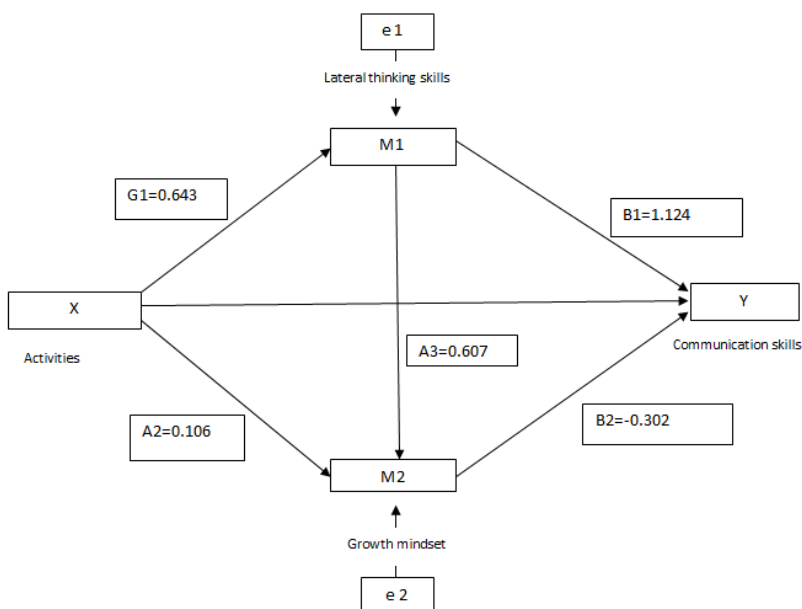 e 1
Lateral thinking skills
M1
G1=0.643
B1=1.124
X
Y
Activities
A3=0.607
Communication skills
A2=0.106
B2=-0.302
M2
Growth mindset
e 2